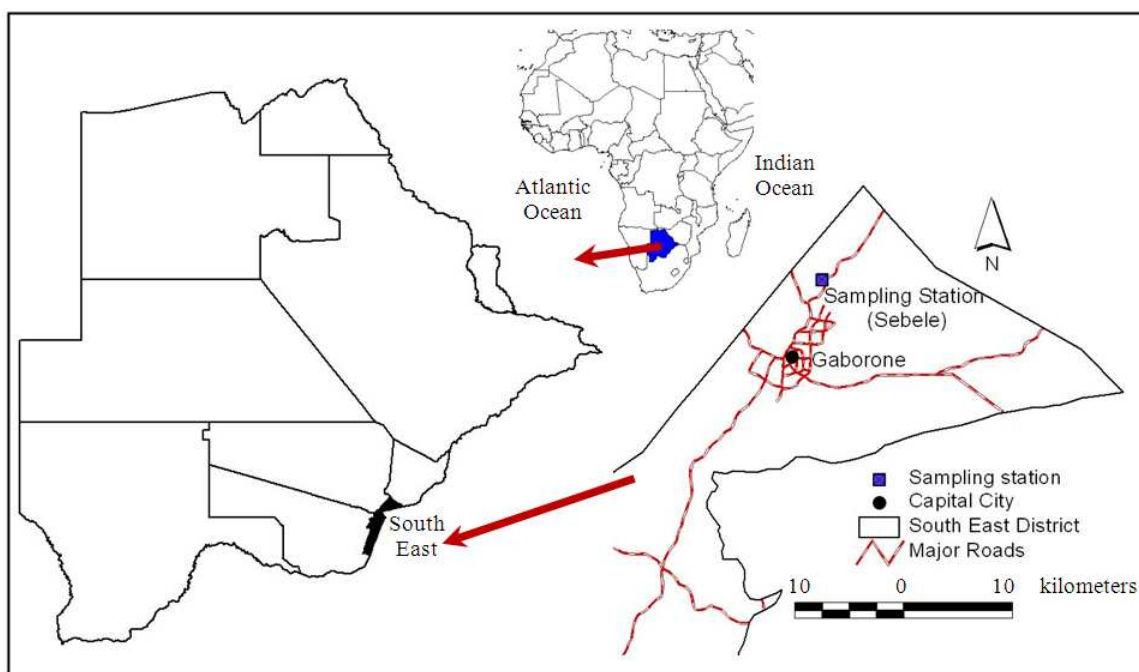 Atlantic
Ocean
Indian
Ocean
N
Sampling Station
(Sebele)
Gaborone
South
East
Sampling station
Capital City
South East District
Major Roads
10 0 10 kilometers